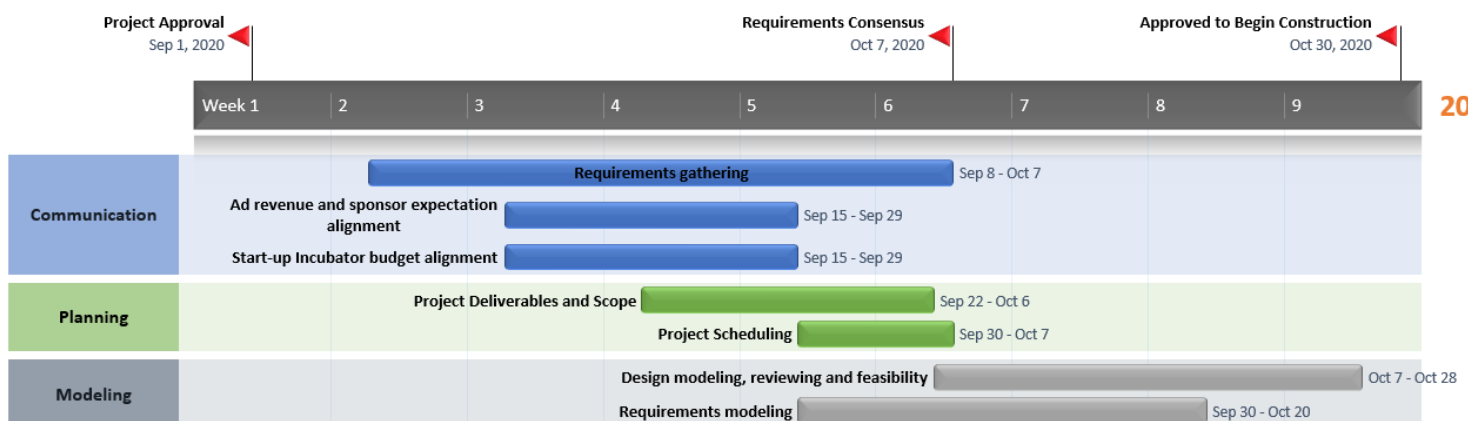 Project Approval
Sep 1, 2020
Requirements Consensus
Oct 7, 2020
Approved to Begin Construction
Oct 30, 2020
Week 1 2 3 4 5 6 7 8 9
20
Communication
Requirements gathering Sep 8 - Oct 7
Ad revenue and sponsor expectation
alignment
Sep 15 - Sep 29
Start-up Incubator budget alignment Sep 15 - Sep 29
Planning
Project Deliverables and Scope Sep 22 - Oct 6
Project Scheduling Sep 30 - Oct 7
Modeling
Design modeling, reviewing and feasibility Oct 7 - Oct 28
Requirements modeling Sep 30 - Oct 20